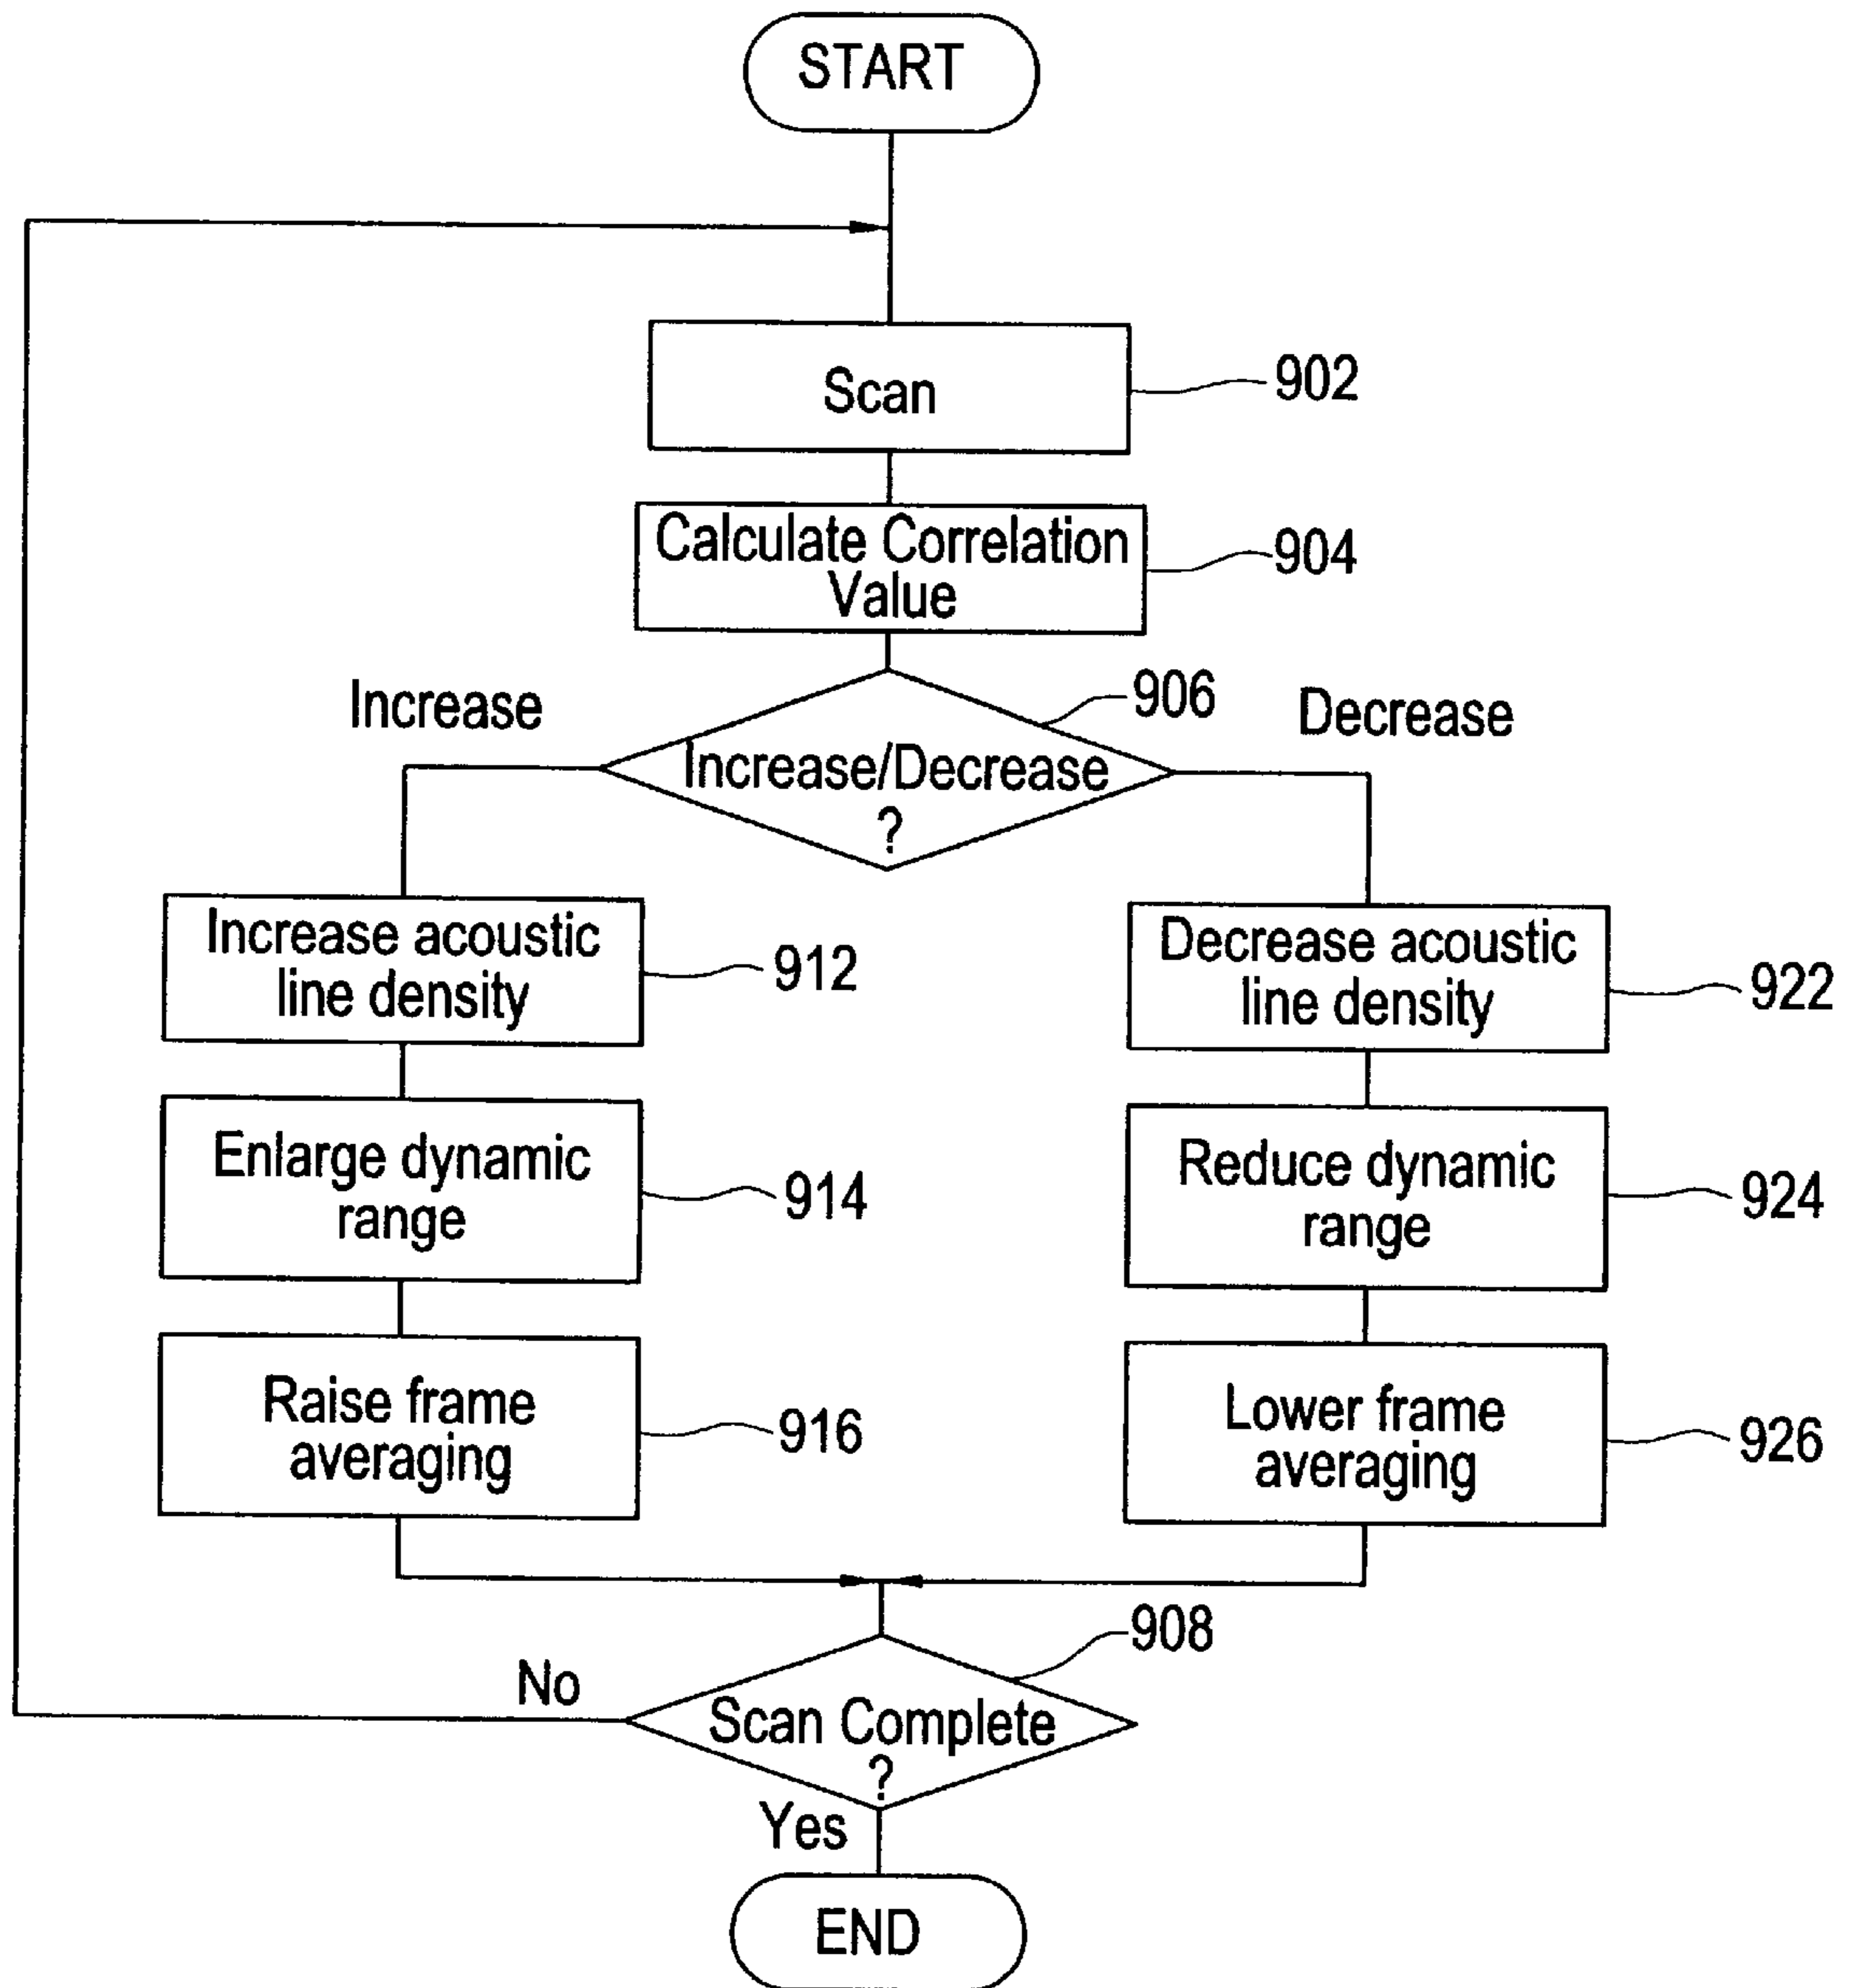 START
Scan
902
Calculate Correlation
Value
904
906
Increase
Decrease
Increase/Decrease
?
Increase acoustic
line density
912
Enlarge dynamic
range
914
Raise frame
averaging
916
Decrease acoustic
line density
922
Reduce dynamic
range
924
Lower frame
averaging
926
908
No
Scan Complete
?
Yes
END